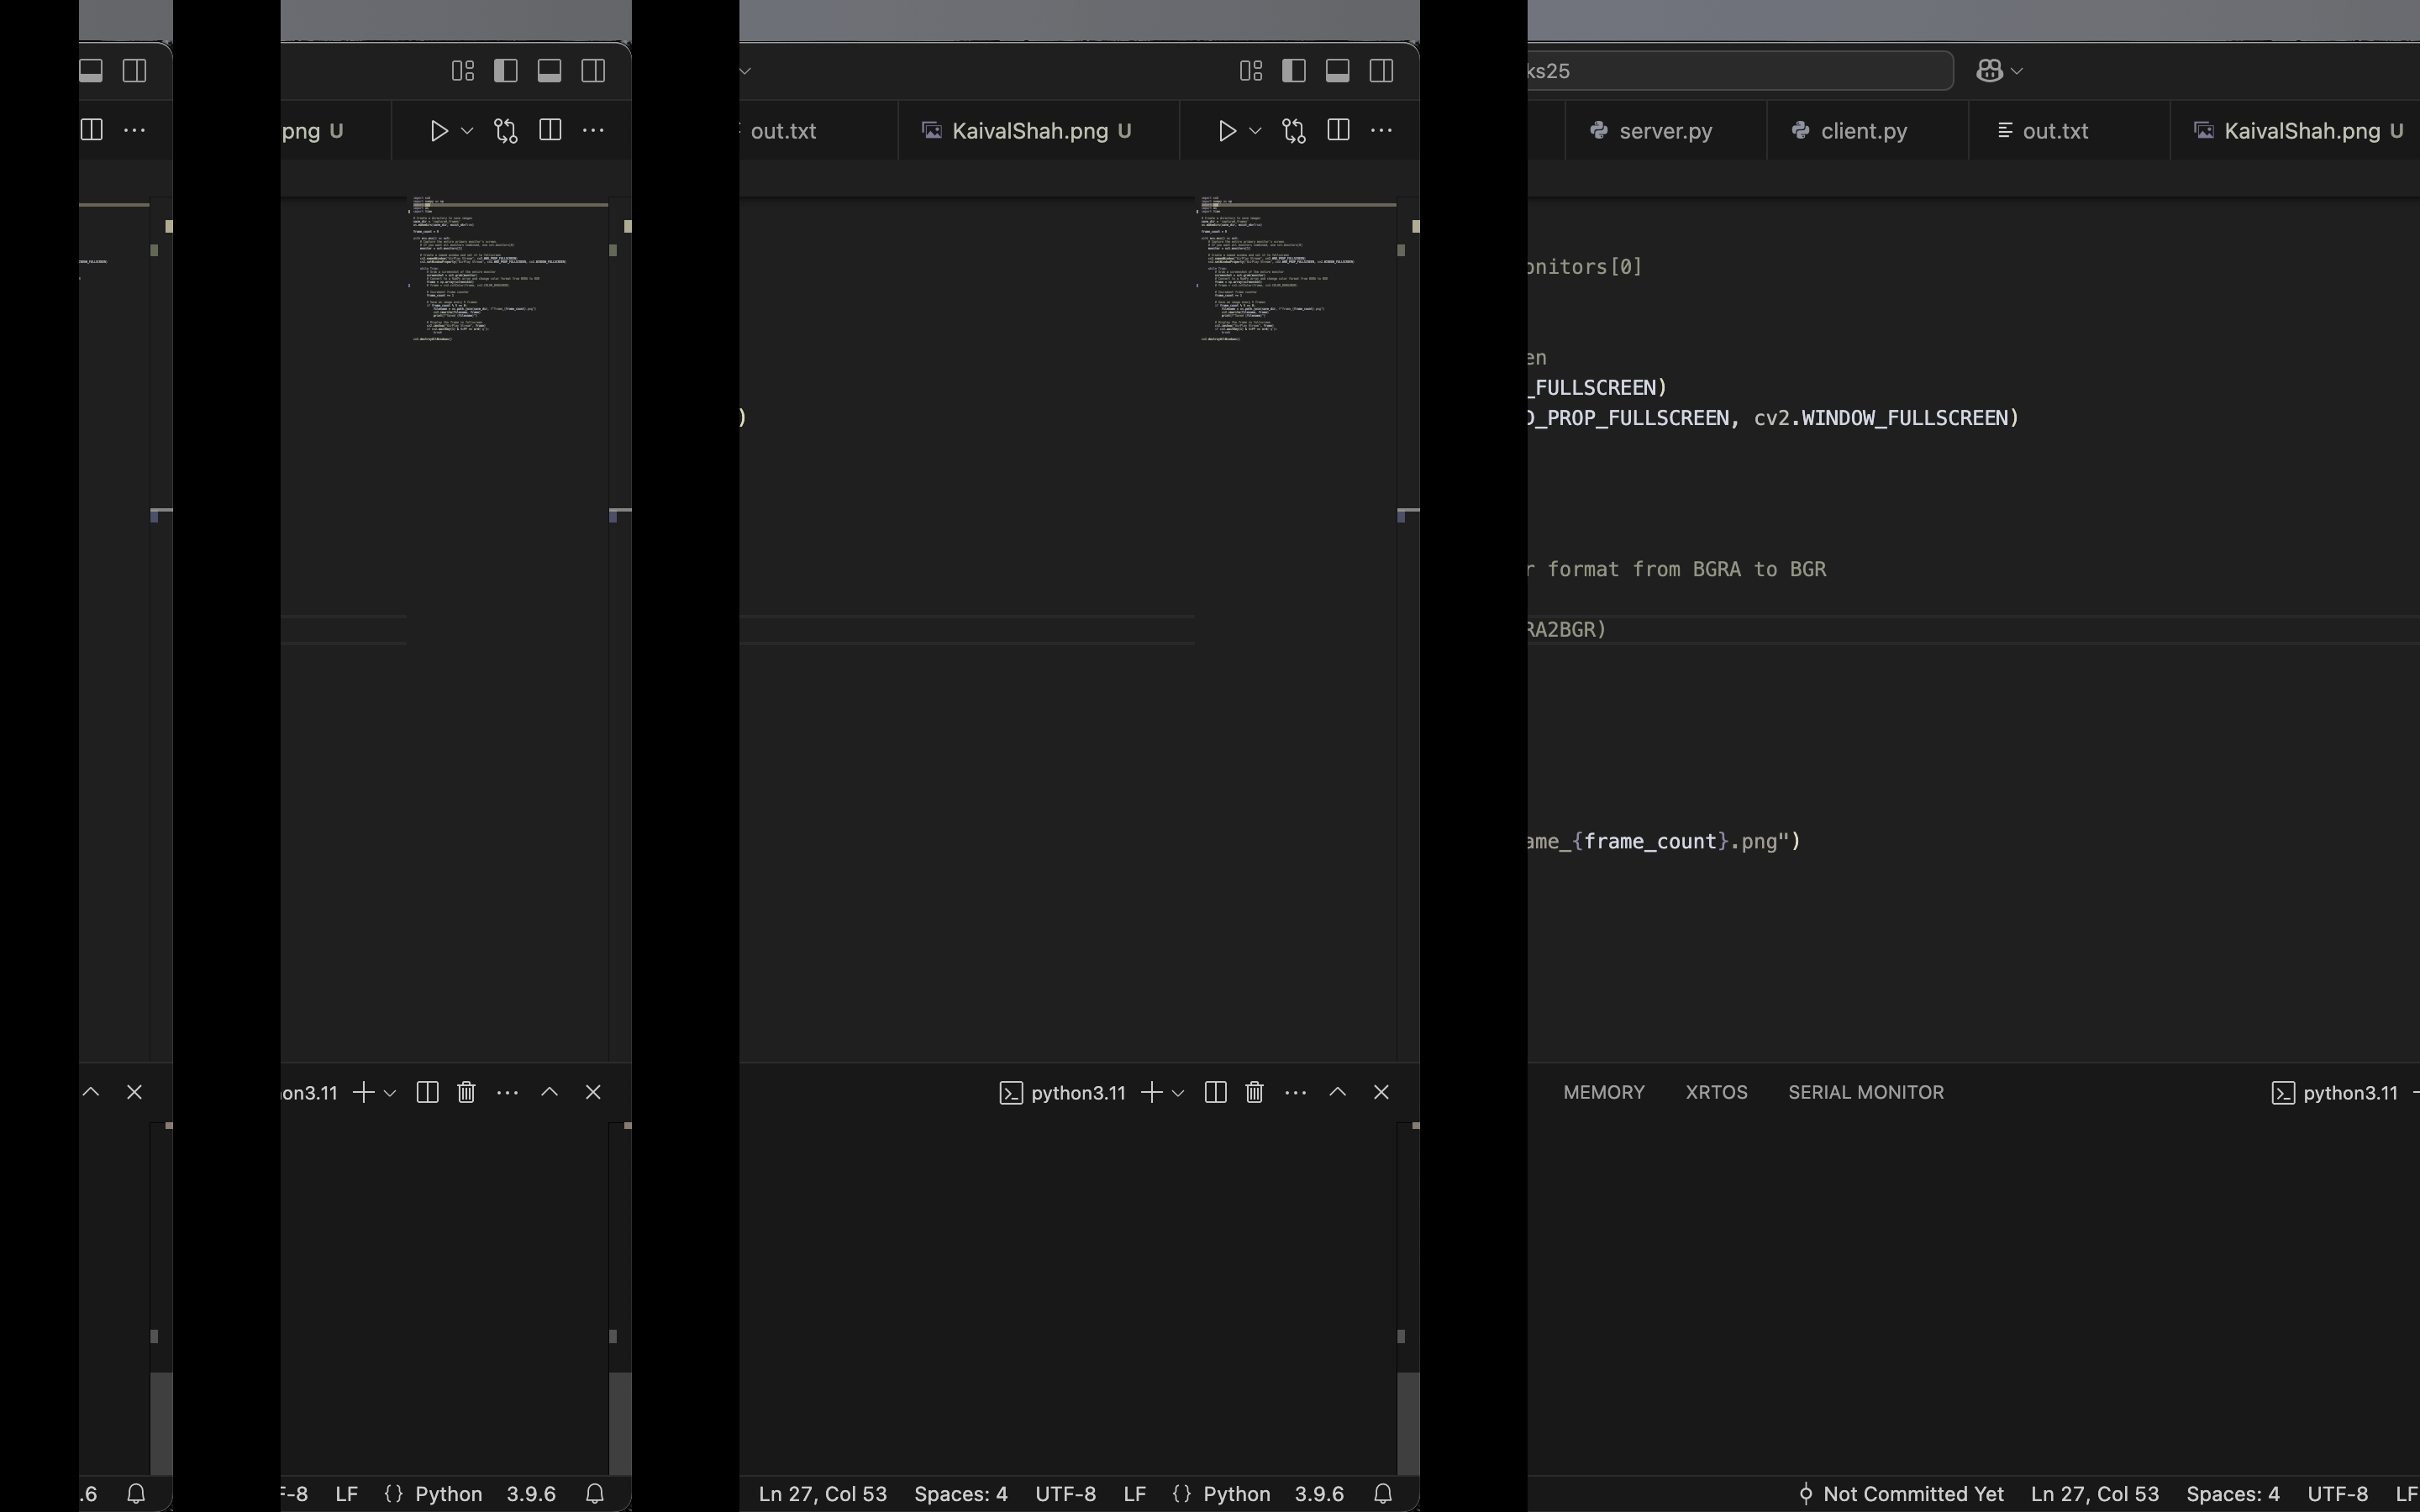 ks25
png U
out.txt
KaivalShah.png U
server.py
client.py
out.txt
KaivalShah.png U
onitors[0]
en
_FULLSCREEN)
)
D_PROP_FULLSCREEN, cv2.WINDOW_FULLSCREEN)
r format from BGRA to BGR
RA2BGR)
ame_{frame_count}.png")
on3.11
python3.11
MEMORY
XRTOS
SERIAL MONITOR
python3.11
.6
F-8
LF
{} Python
3.9.6
Ln 27, Col 53
Spaces: 4
UTF-8
LF
{} Python
3.9.6
Not Committed Yet
Ln 27, Col 53
Spaces: 4
UTF-8
LF